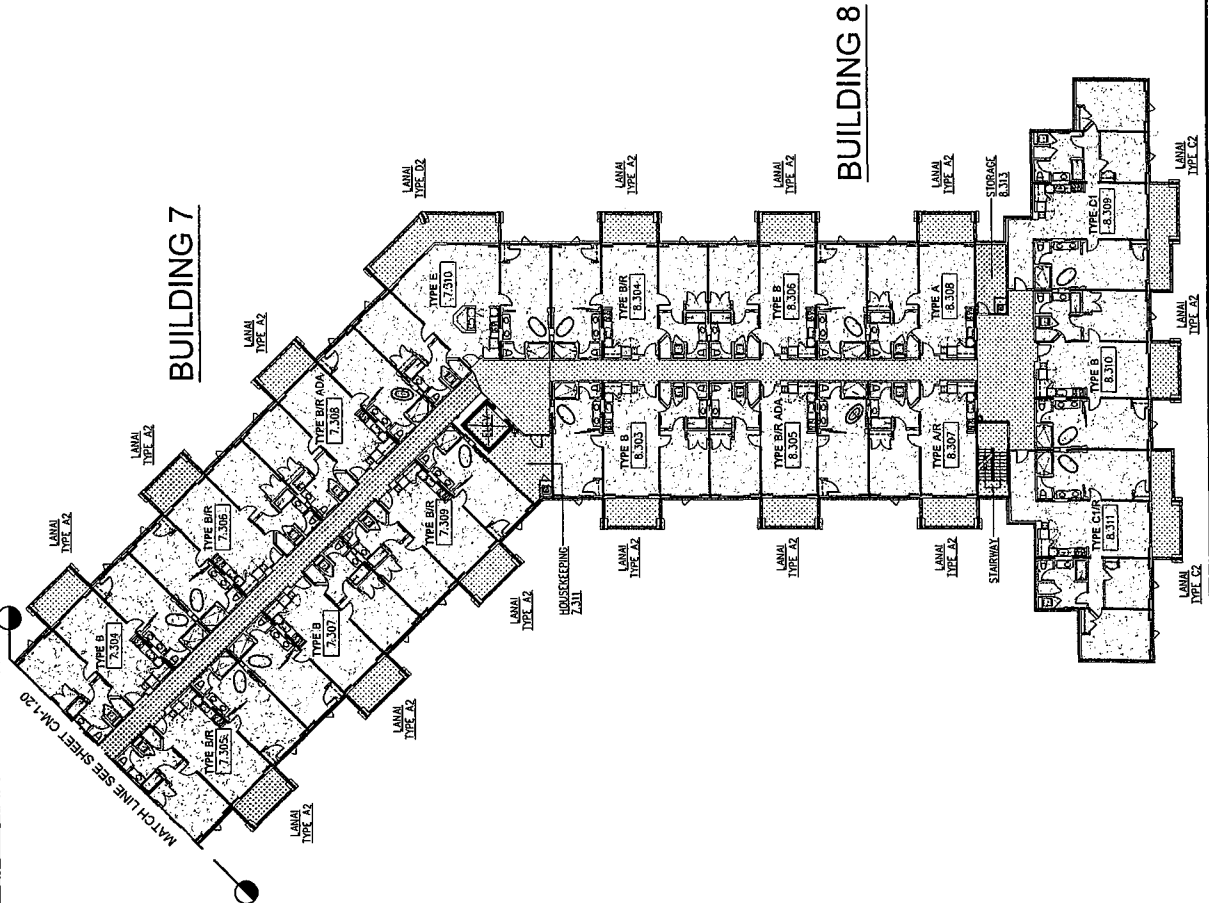 BUILDING 7
BUILDING 8
MATCH LINE SEE SHEET CM-1.20
LANAI
TYPE A2
LANAI
TYPE A2
LANAI
TYPE A2
LANAI
TYPE D2
LANAI
TYPE A2
LANAI
TYPE A2
LANAI
TYPE A2
TYPE B
7.304
TYPE B/R
7.306
TYPE B/R ADA
7.308
TYPE E
7.310
TYPE B/R
7.305
TYPE B
7.307
TYPE B/R
7.309
ELEV.
HOUSEKEEPING
7.311
LANAI
TYPE A2
LANAI
TYPE A2
LANAI
TYPE A2
TYPE B/R
8.304
TYPE B
8.306
TYPE A
8.308
STORAGE
8.313
TYPE B
8.303
TYPE B/R ADA
8.305
TYPE A/R
8.307
STAIRWAY
LANAI
TYPE A2
LANAI
TYPE A2
LANAI
TYPE A2
TYPE C1
8.309
TYPE B
8.310
TYPE C1/R
8.311
LANAI
TYPE C2
LANAI
TYPE A2
LANAI
TYPE C2